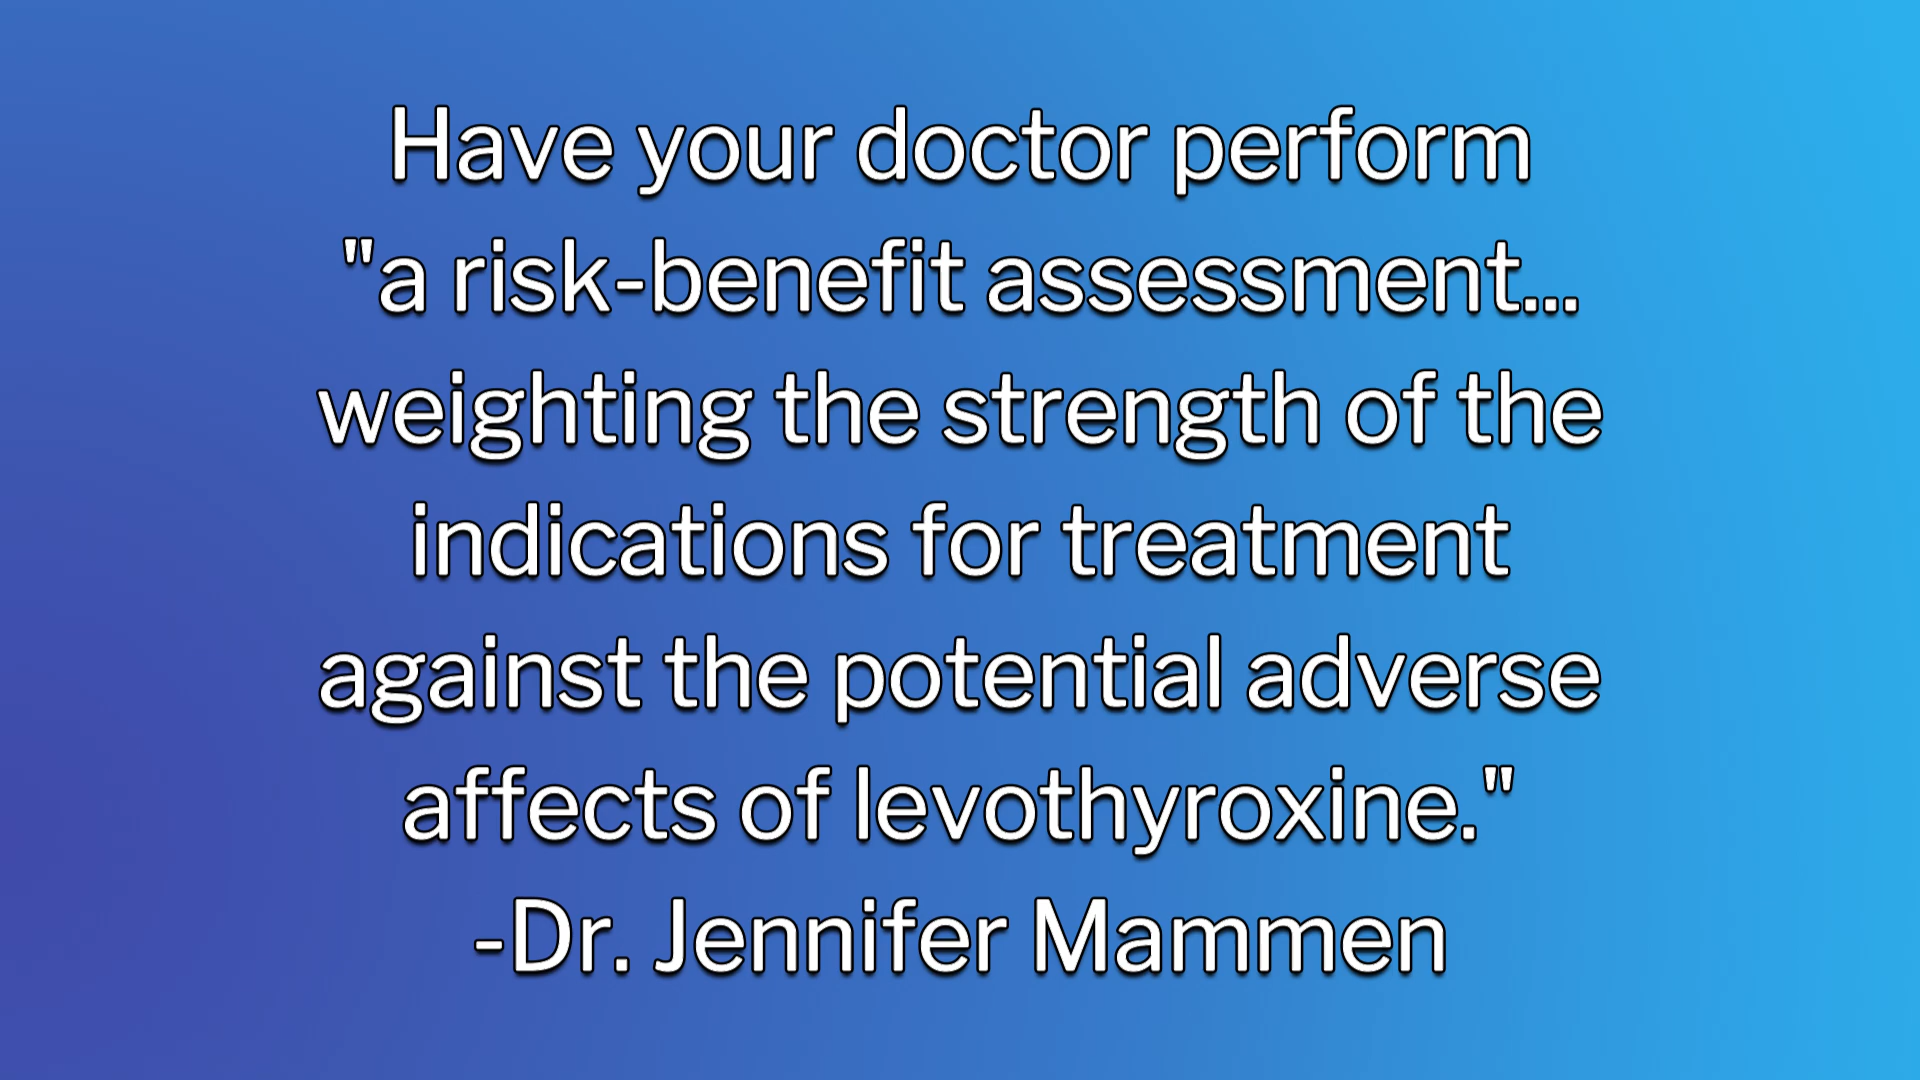 Have your doctor perform
"a risk-benefit assessment...
weighting the strength of the
indications for treatment
against the potential adverse
affects of levothyroxine."
-Dr. Jennifer Mammen